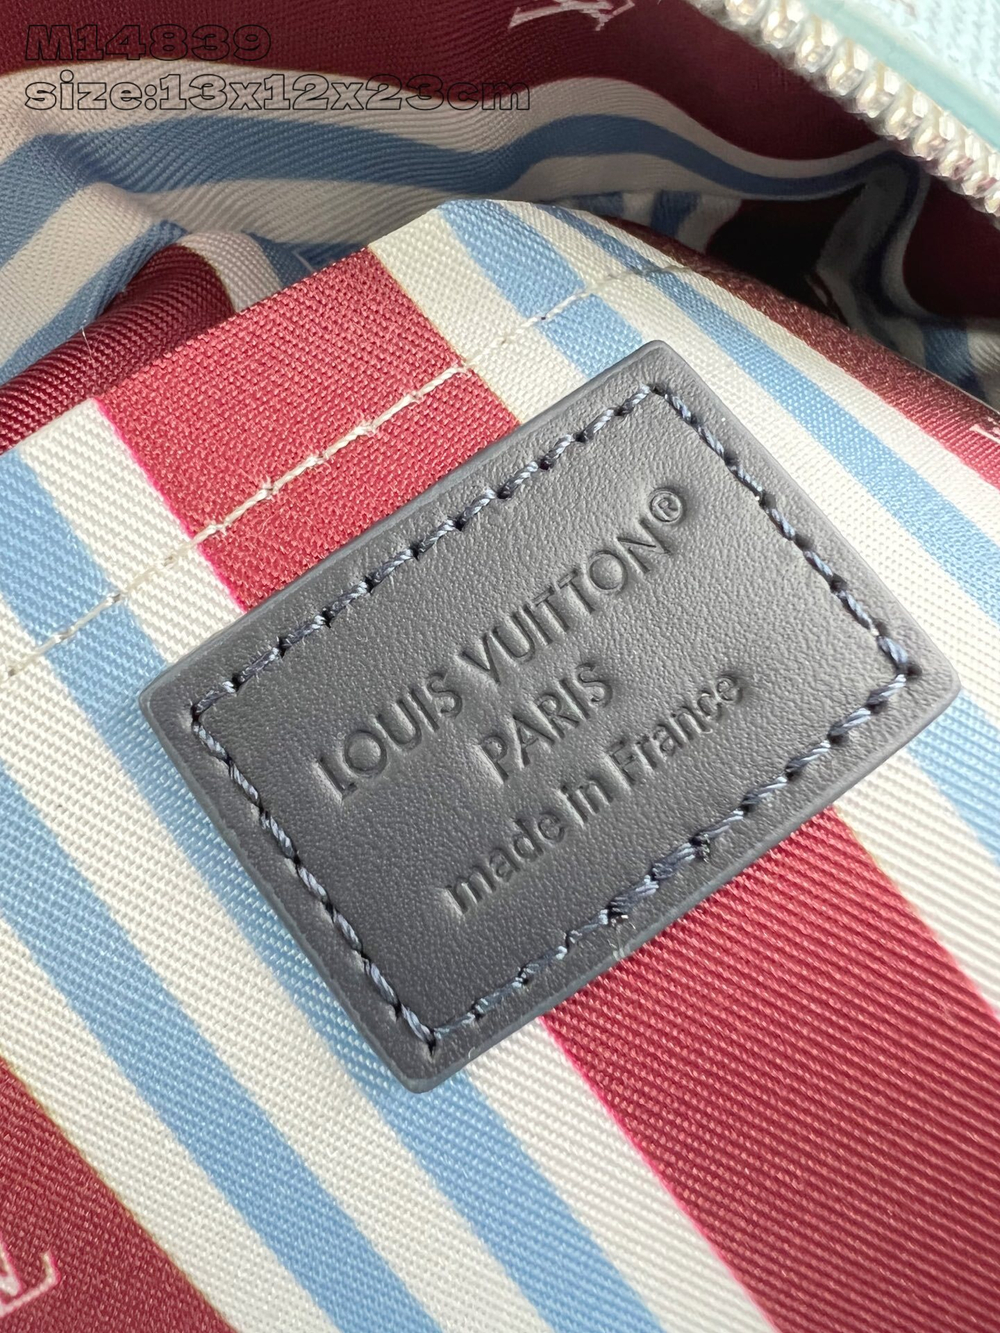 M14839
size:13x12x23cm
LOUIS VUITTON®
PARIS
made in France